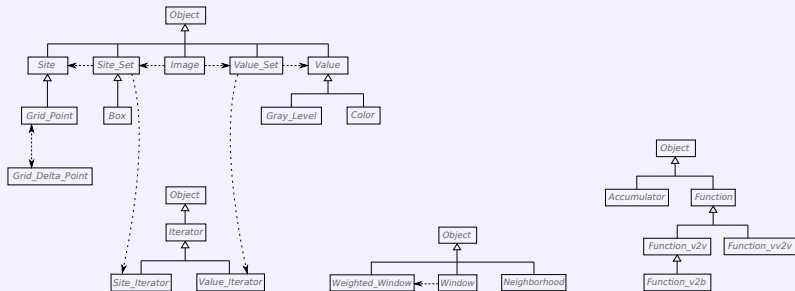 Object
Site
Site_Set
Image
Value_Set
Value
Grid_Point
Box
Gray_Level
Color
Grid_Delta_Point
Object
Iterator
Site_Iterator
Value_Iterator
Object
Weighted_Window
Window
Neighborhood
Object
Accumulator
Function
Function_v2v
Function_vv2v
Function_v2b